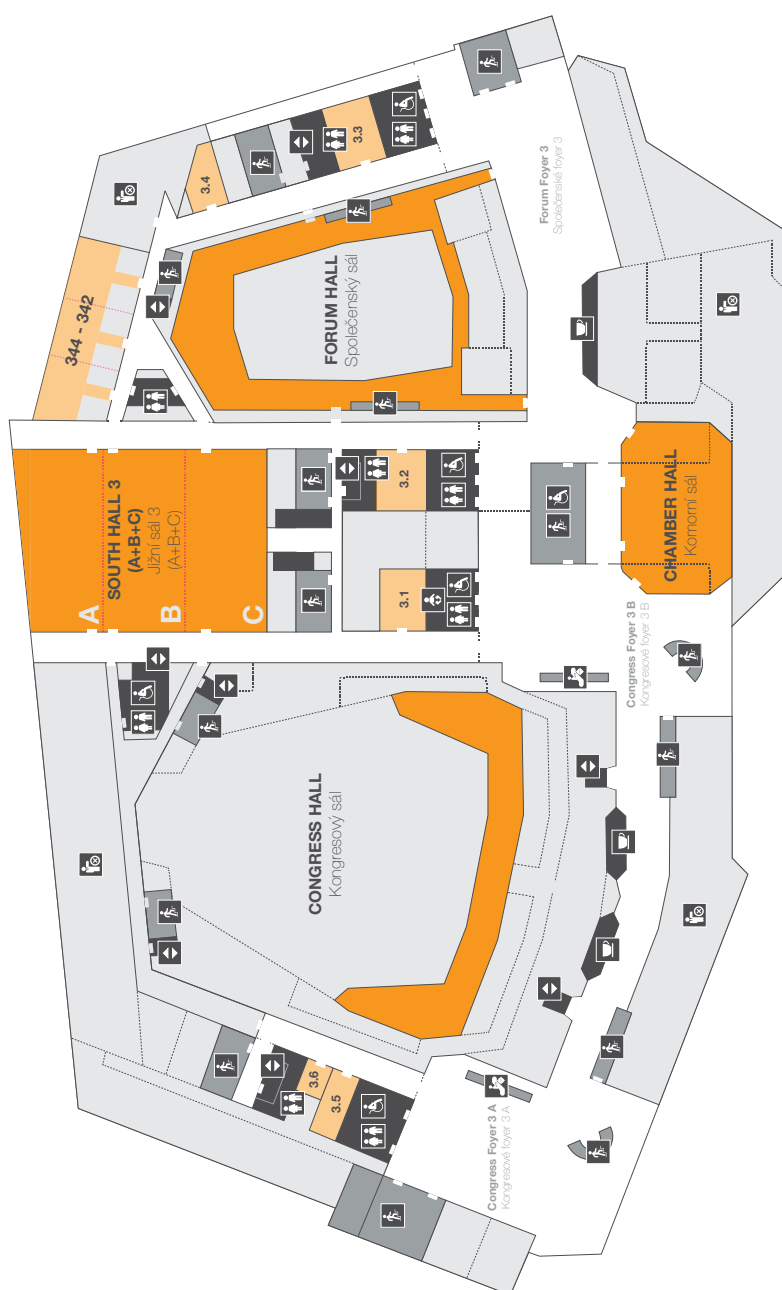 3.3
3.4
Forum Foyer 3
Společenské foyer 3
344 - 342
FORUM HALL
Společenský sál
SOUTH HALL 3
(A+B+C)
Jižní sál 3
(A+B+C)
A
B
C
3.2
3.1
CHAMBER HALL
Komorní sál
Congress Foyer 3 B
Kongresové foyer 3 B
CONGRESS HALL
Kongresový sál
3.6
3.5
Congress Foyer 3 A
Kongresové foyer 3 A